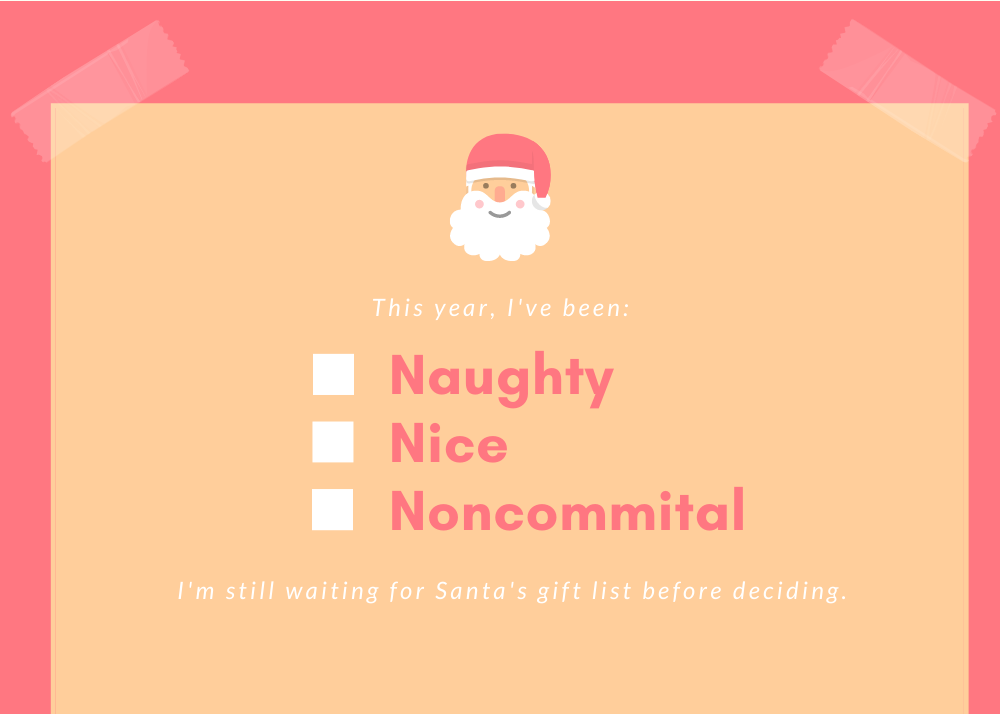 This year, I've been:
Naughty
Nice
Noncommital
I'm still waiting for Santa's gift list before deciding.